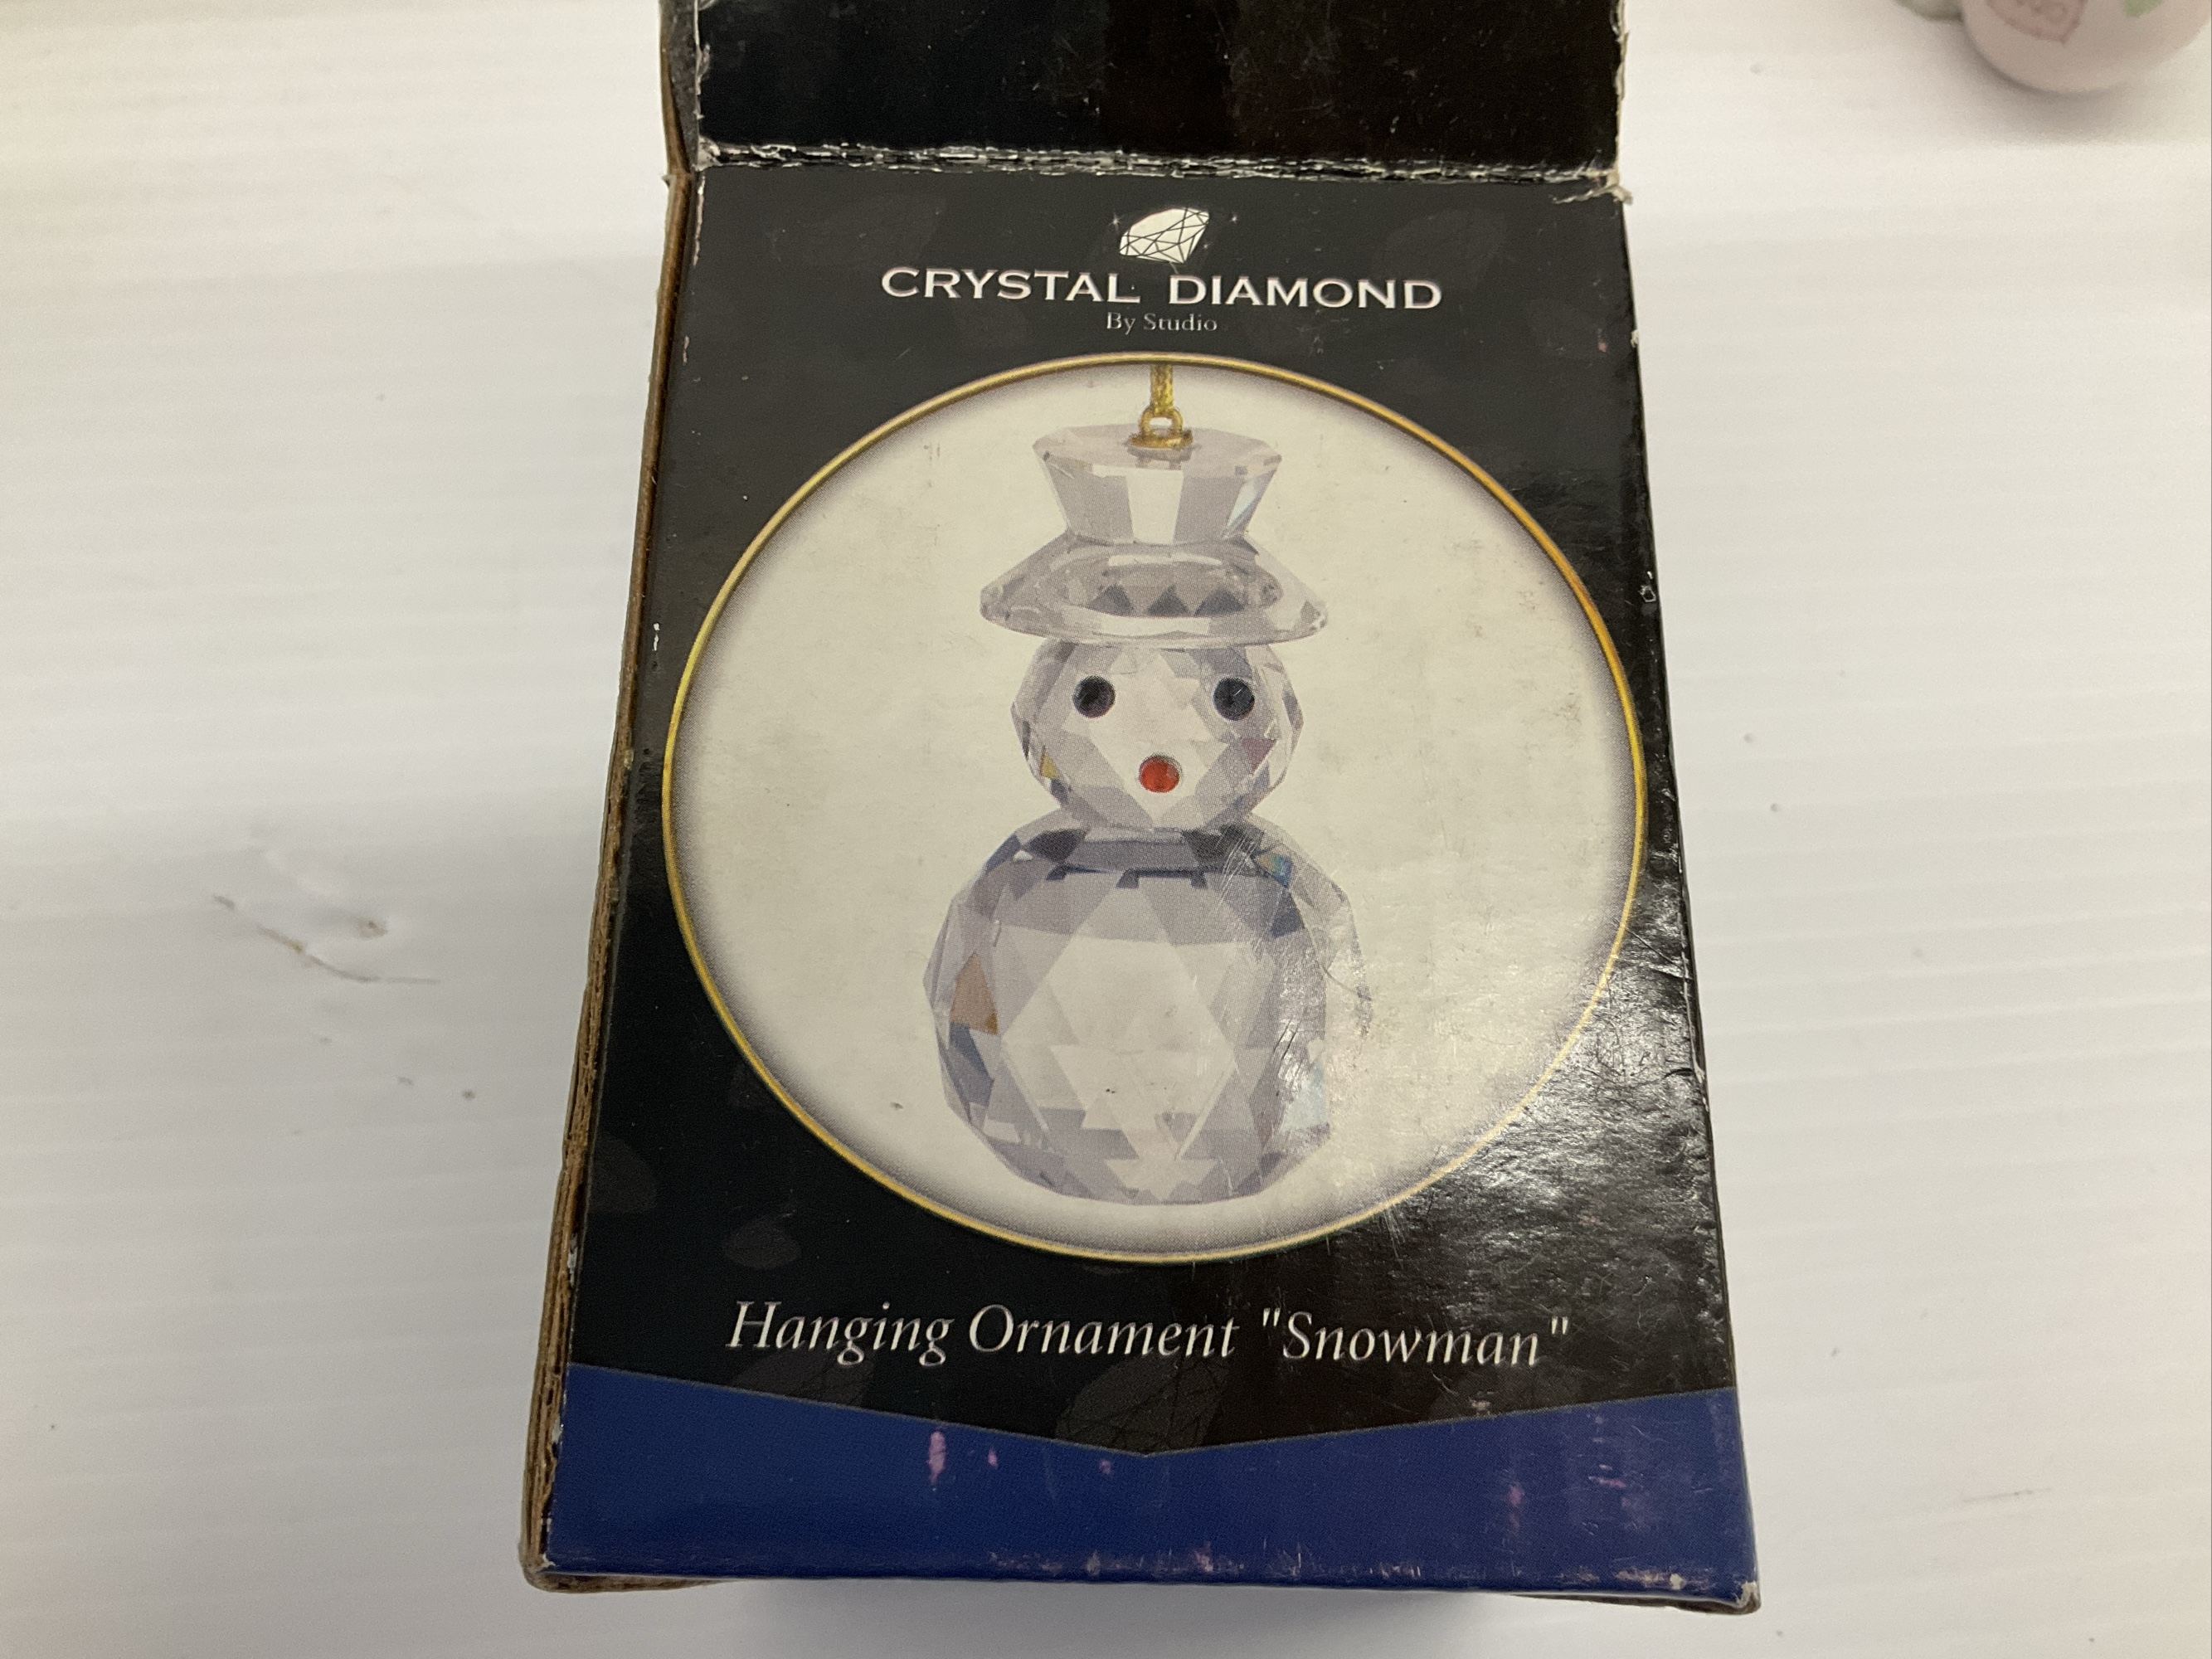 CRYSTAL DIAMOND
By Studio
Hanging Ornament "Snowman"